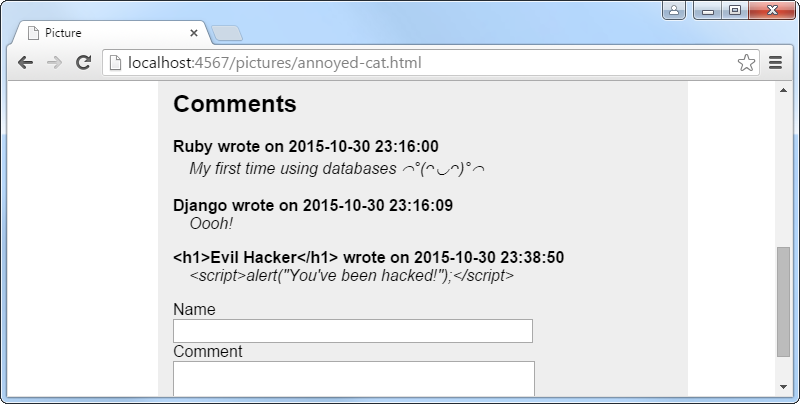 Picture
localhost:4567/pictures/annoyed-cat.html
Comments
Ruby wrote on 2015-10-30 23:16:00
My first time using databases ⌒°(ᴖ◡ᴖ)°⌒
Django wrote on 2015-10-30 23:16:09
Oooh!
<h1>Evil Hacker</h1> wrote on 2015-10-30 23:38:50
<script>alert("You've been hacked!");</script>
Name
Comment